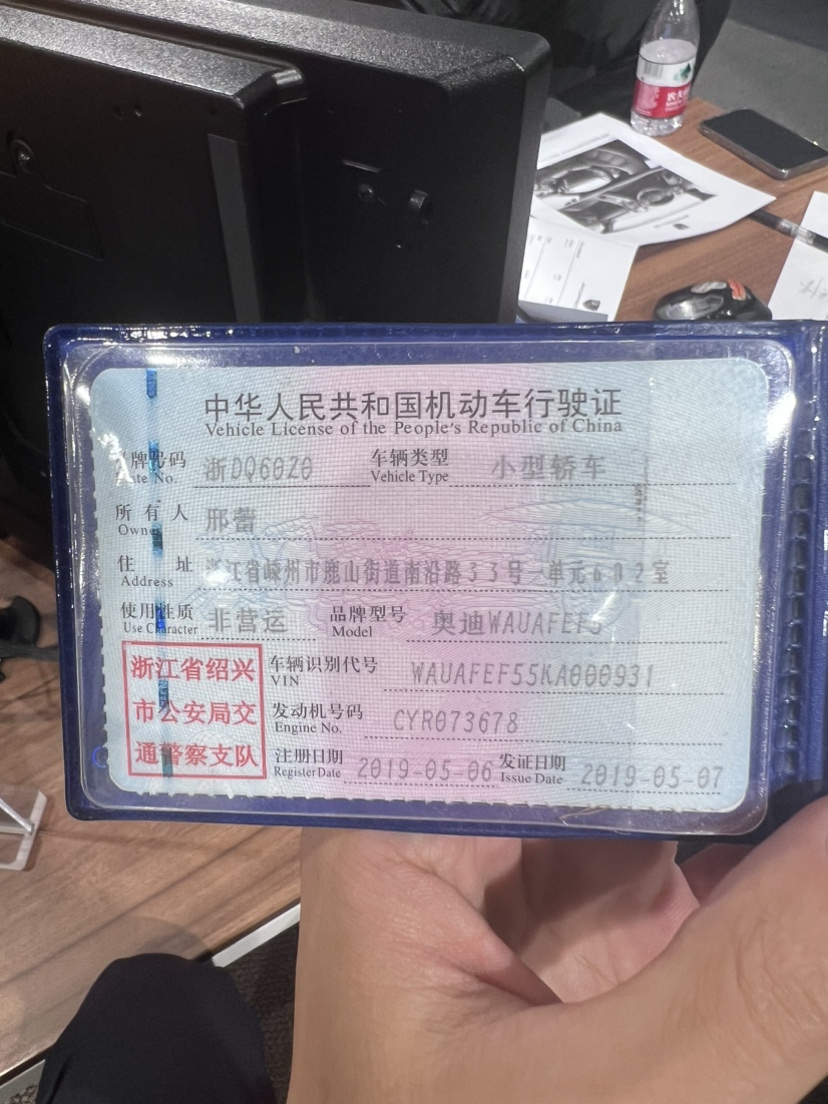 中华人民共和国机动车行驶证
Vehicle License of the People's Republic of China
号牌号码 浙DQ60Z0 车辆类型 小型轿车
Plate No. Vehicle Type
所有人 邢蕾
Owner
住址 浙江省嵊州市鹿山街道南沿路33号一单元602室
Address
使用性质 非营运 品牌型号 奥迪WAUAFEF5
Use Character Model
浙江省绍兴 车辆识别代号 WAUAFEF55KA000931
VIN
市公安局交 发动机号码 CYR073678
Engine No.
通警察支队 注册日期 2019-05-06 发证日期 2019-05-07
Register Date Issue Date